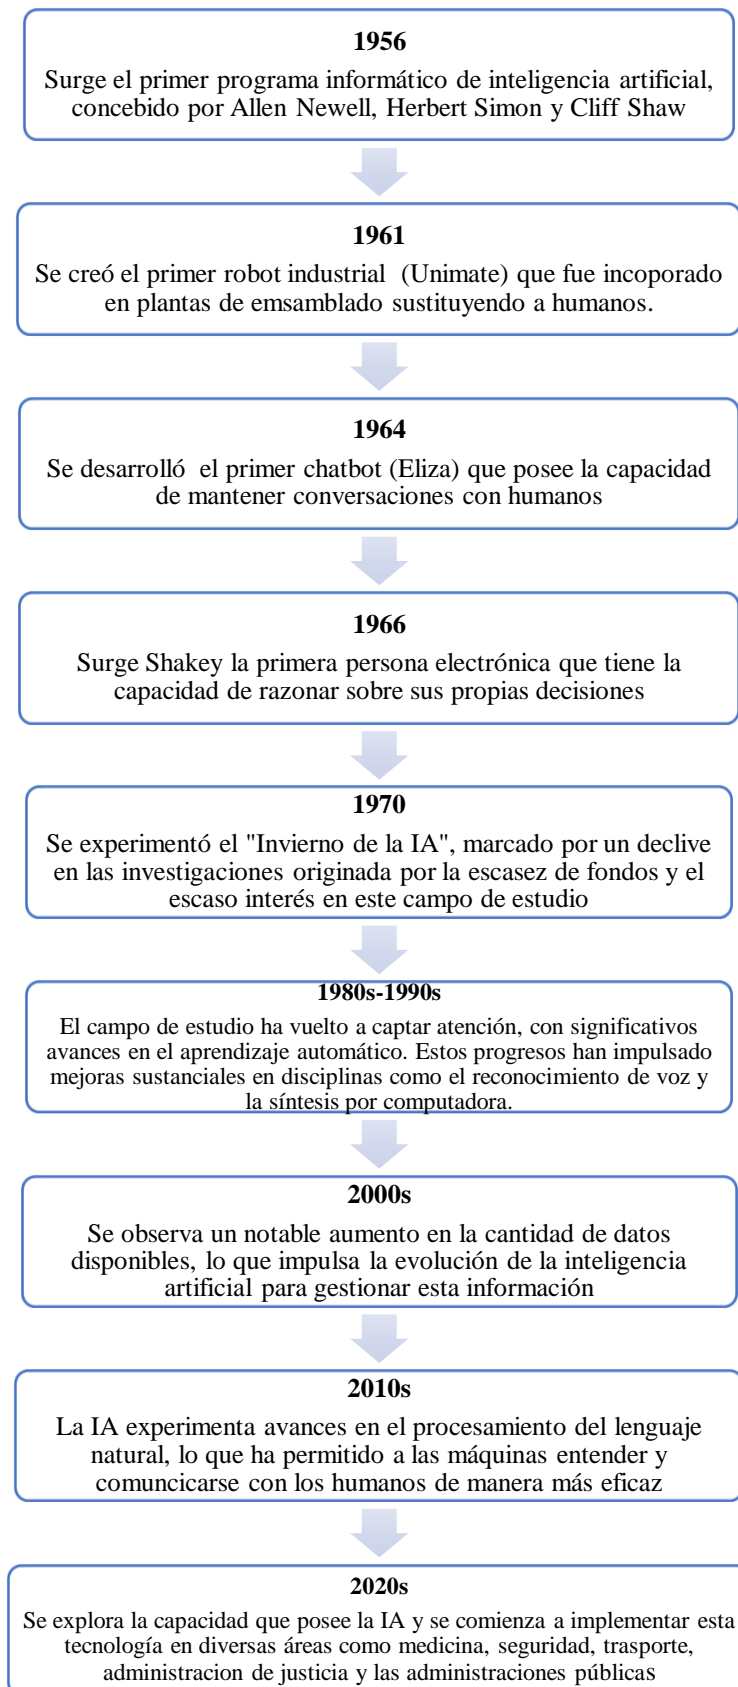 1956
Surge el primer programa informático de inteligencia artificial,
concebido por Allen Newell, Herbert Simon y Cliff Shaw
1961
Se creó el primer robot industrial  (Unimate) que fue incoporado
en plantas de emsamblado sustituyendo a humanos.
1964
Se desarrolló  el primer chatbot (Eliza) que posee la capacidad
de mantener conversaciones con humanos
1966
Surge Shakey la primera persona electrónica que tiene la
capacidad de razonar sobre sus propias decisiones
1970
Se experimentó el "Invierno de la IA", marcado por un declive
en las investigaciones originada por la escasez de fondos y el
escaso interés en este campo de estudio
1980s-1990s
El campo de estudio ha vuelto a captar atención, con significativos
avances en el aprendizaje automático. Estos progresos han impulsado
mejoras sustanciales en disciplinas como el reconocimiento de voz y
la síntesis por computadora.
2000s
Se observa un notable aumento en la cantidad de datos
disponibles, lo que impulsa la evolución de la inteligencia
artificial para gestionar esta información
2010s
La IA experimenta avances en el procesamiento del lenguaje
natural, lo que ha permitido a las máquinas entender y
comuncicarse con los humanos de manera más eficaz
2020s
Se explora la capacidad que posee la IA y se comienza a implementar esta
tecnología en diversas áreas como medicina, seguridad, trasporte,
administracion de justicia y las administraciones públicas